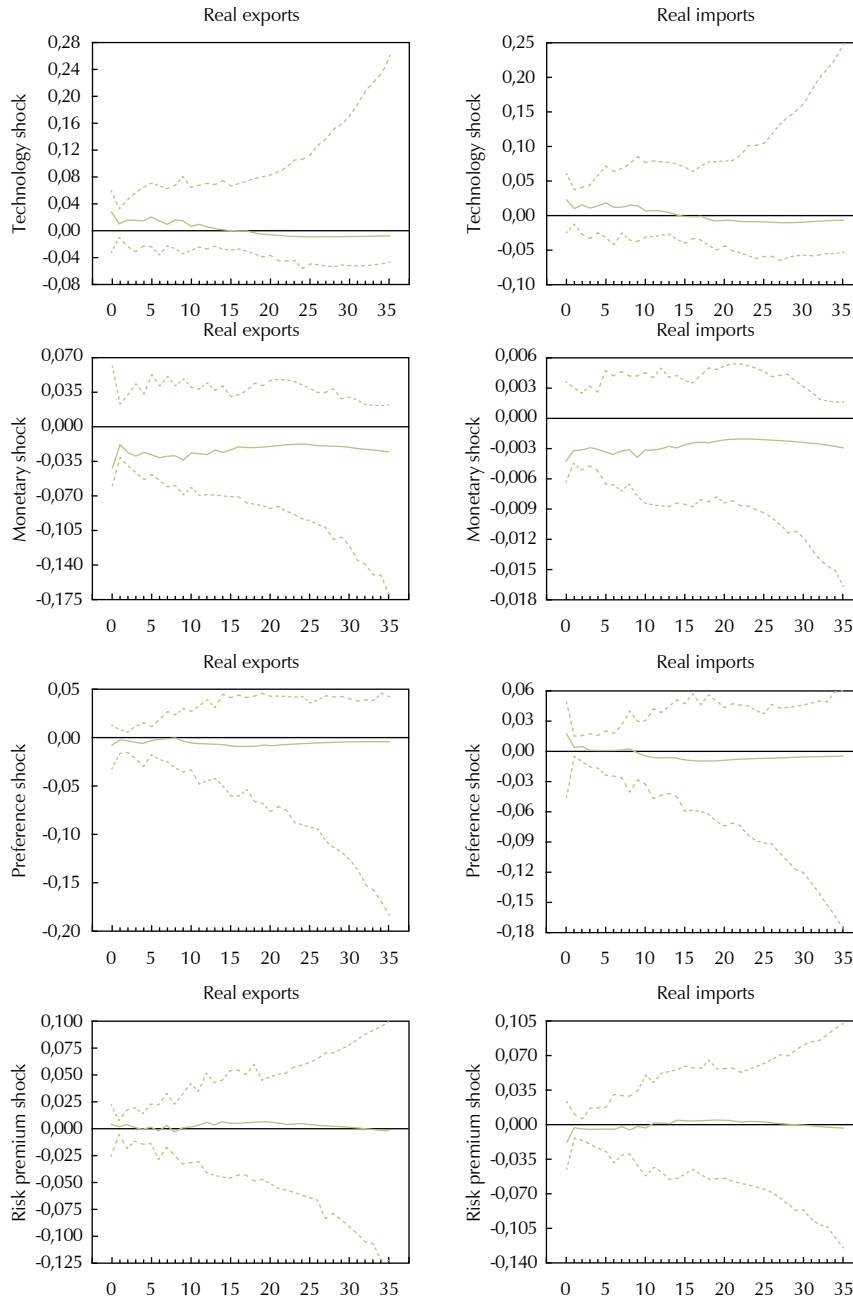 Real exports
Technology shock
0,28
0,24
0,20
0,16
0,12
0,08
0,04
0,00
-0,04
-0,08
0 5 10 15 20 25 30 35
Real imports
Technology shock
0,25
0,20
0,15
0,10
0,05
0,00
-0,05
-0,10
0 5 10 15 20 25 30 35
Real exports
Monetary shock
0,070
0,035
0,000
-0,035
-0,070
-0,105
-0,140
-0,175
0 5 10 15 20 25 30 35
Real imports
Monetary shock
0,006
0,003
0,000
-0,003
-0,006
-0,009
-0,012
-0,015
-0,018
0 5 10 15 20 25 30 35
Real exports
Preference shock
0,05
0,00
-0,05
-0,10
-0,15
-0,20
0 5 10 15 20 25 30 35
Real imports
Preference shock
0,06
0,03
0,00
-0,03
-0,06
-0,09
-0,12
-0,15
-0,18
0 5 10 15 20 25 30 35
Real exports
Risk premium shock
0,100
0,075
0,050
0,025
0,000
-0,025
-0,050
-0,075
-0,100
-0,125
0 5 10 15 20 25 30 35
Real imports
Risk premium shock
0,105
0,070
0,035
0,000
-0,035
-0,070
-0,105
-0,140
0 5 10 15 20 25 30 35